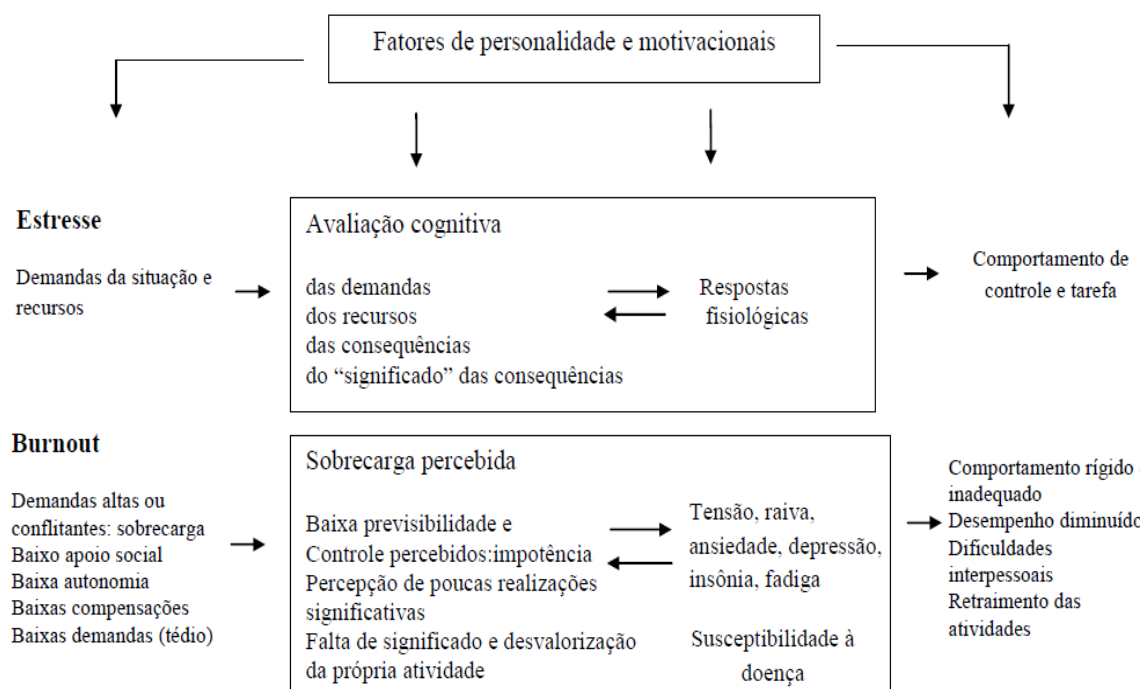 Fatores de personalidade e motivacionais
Estresse
Demandas da situação e
recursos
Avaliação cognitiva
das demandas
dos recursos
das consequências
do “significado” das consequências
Respostas
fisiológicas
Comportamento de
controle e tarefa
Burnout
Demandas altas ou
conflitantes: sobrecarga
Baixo apoio social
Baixa autonomia
Baixas compensações
Baixas demandas (tédio)
Sobrecarga percebida
Baixa previsibilidade e
Controle percebidos:impotência
Percepção de poucas realizações
significativas
Falta de significado e desvalorização
da própria atividade
Tensão, raiva,
ansiedade, depressão,
insônia, fadiga
Susceptibilidade à
doença
Comportamento rígido
inadequado
Desempenho diminuído
Dificuldades
interpessoais
Retraimento das
atividades